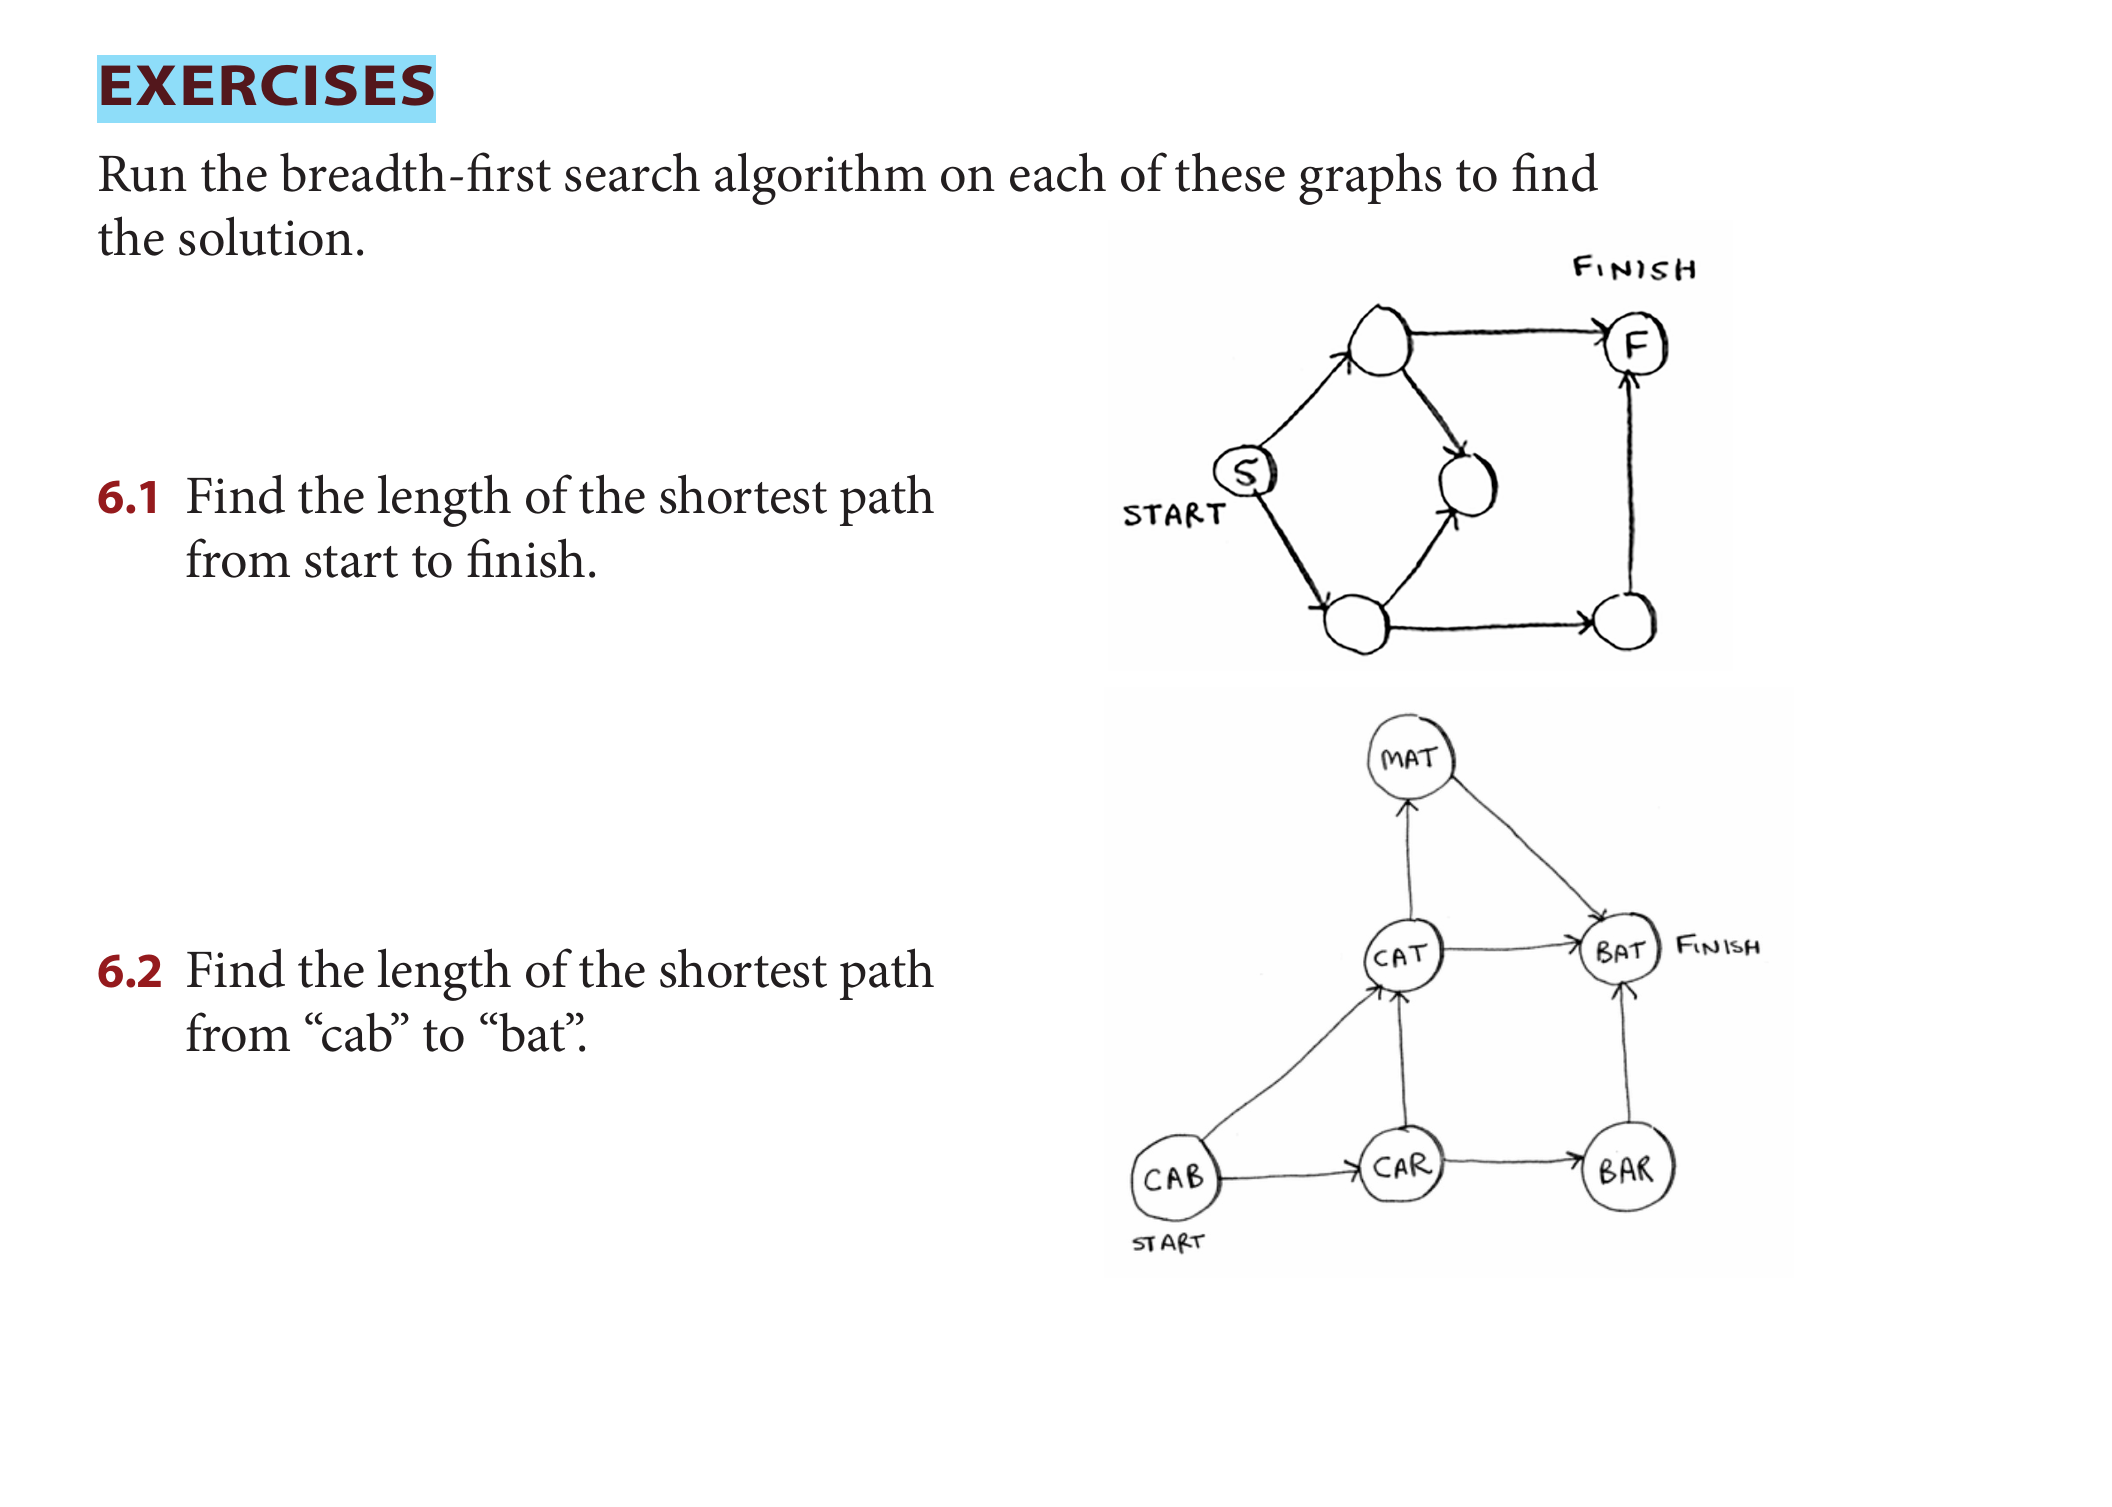 EXERCISES
Run the breadth-first search algorithm on each of these graphs to find
the solution.
FINISH
F
S
START
6.1 Find the length of the shortest path
from start to finish.
MAT
CAT
BAT
FINISH
6.2 Find the length of the shortest path
from “cab” to “bat”.
CAB
CAR
BAR
START